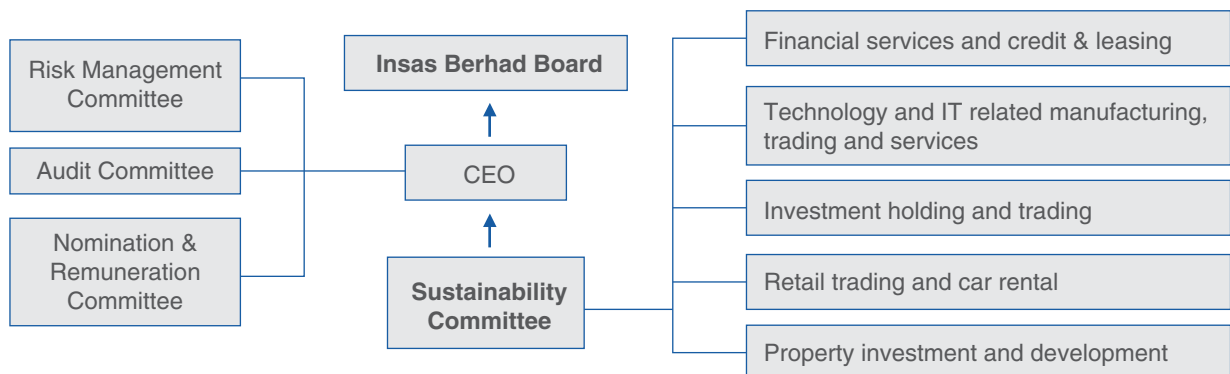 Risk Management
Committee
Audit Committee
Nomination &
Remuneration
Committee
Insas Berhad Board
CEO
Sustainability
Committee
Financial services and credit & leasing
Technology and IT related manufacturing,
trading and services
Investment holding and trading
Retail trading and car rental
Property investment and development